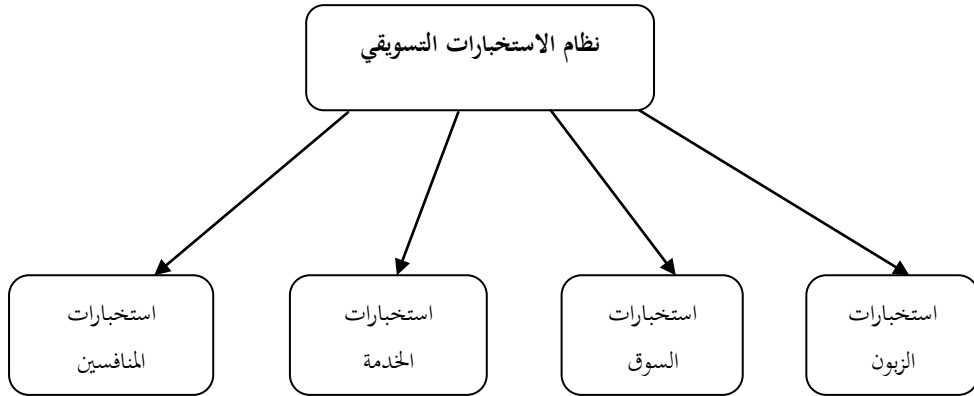 نظام الاستخبارات التسويقي
استخبارات
الزبون
استخبارات
السوق
استخبارات
الخدمة
استخبارات
المنافسين